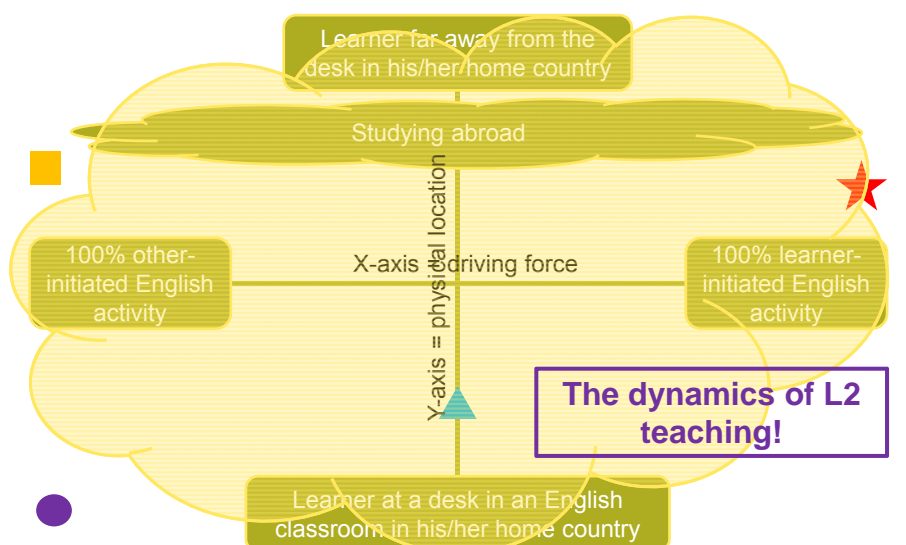 Learner far away from the
desk in his/her home country
Studying abroad
Y-axis = physical location
100% other-
initiated English
activity
X-axis = driving force
100% learner-
initiated English
activity
The dynamics of L2
teaching!
Learner at a desk in an English
classroom in his/her home country